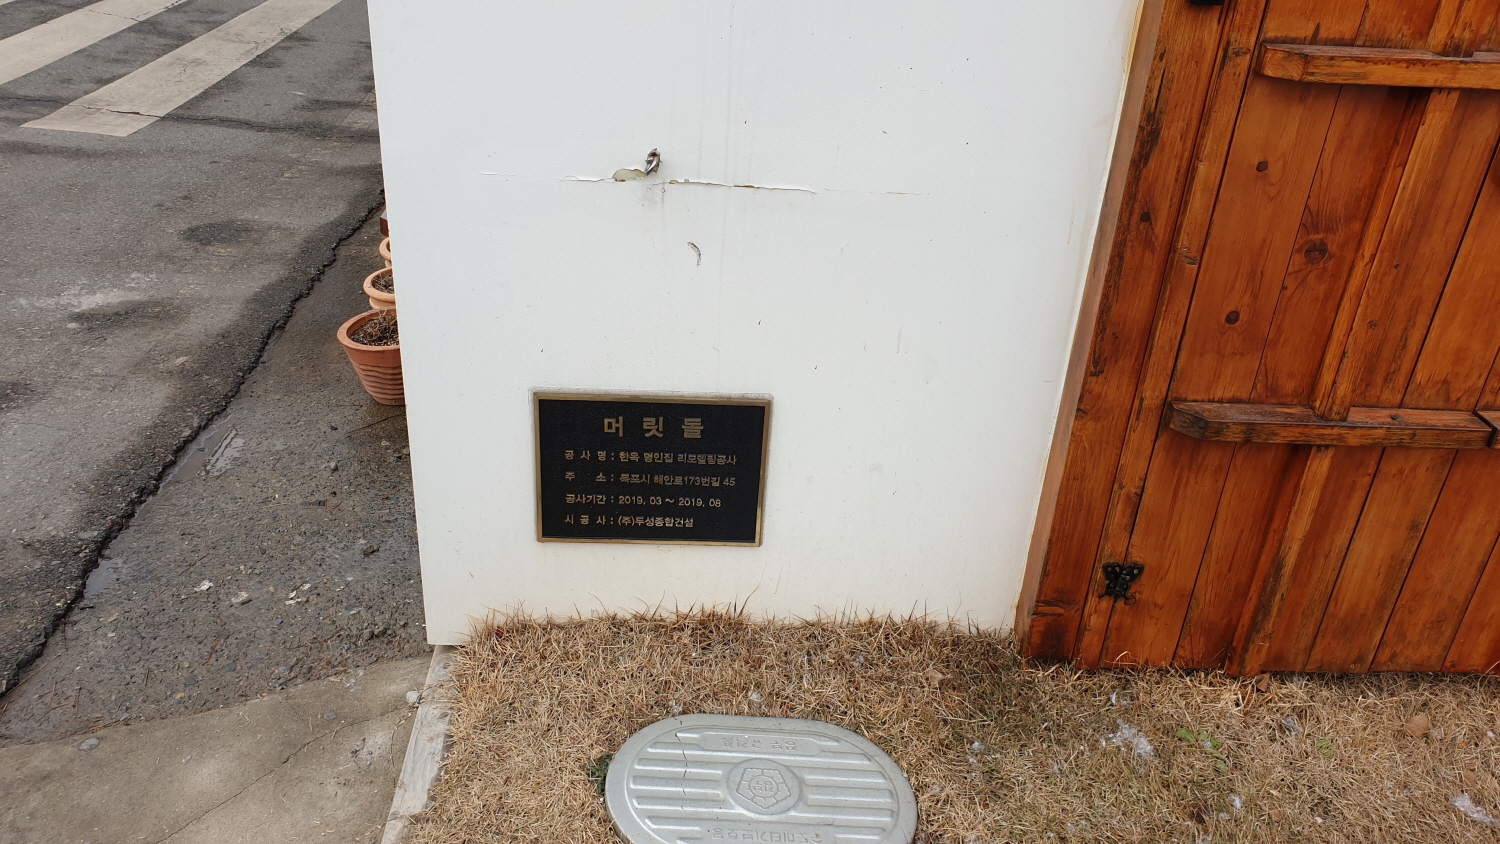 머릿돌
공 사 명 : 한옥 명인집 리모델링공사
주 소 : 목포시 해안로173번길 45
공사기간 : 2019. 03 ~ 2019. 08
시 공 사 : (주)두성종합건설